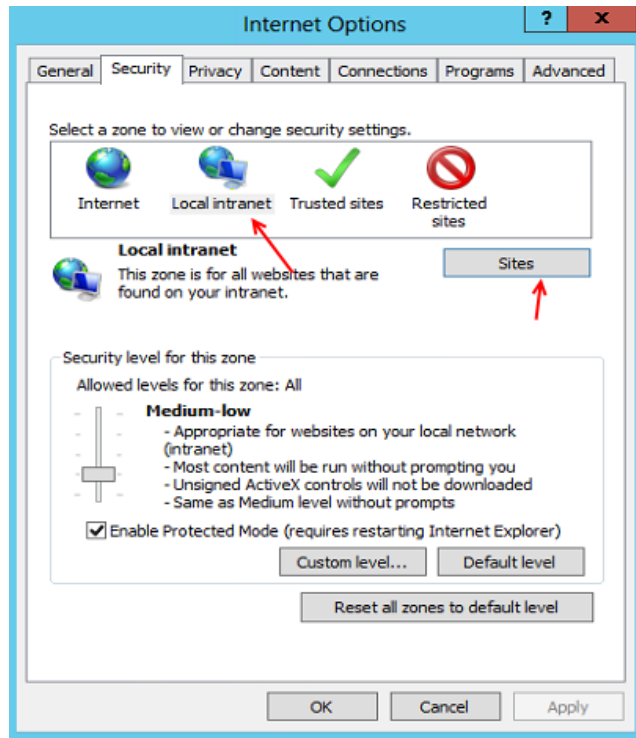 Internet Options
? x
General Security Privacy Content Connections Programs Advanced
Select a zone to view or change security settings.
Internet Local intranet Trusted sites Restricted
sites
Local intranet
This zone is for all websites that are
found on your intranet.
Sites
Security level for this zone
Allowed levels for this zone: All
Medium-low
- Appropriate for websites on your local network
(intranet)
- Most content will be run without prompting you
- Unsigned ActiveX controls will not be downloaded
- Same as Medium level without prompts
Enable Protected Mode (requires restarting Internet Explorer)
Custom level... Default level
Reset all zones to default level
OK Cancel Apply